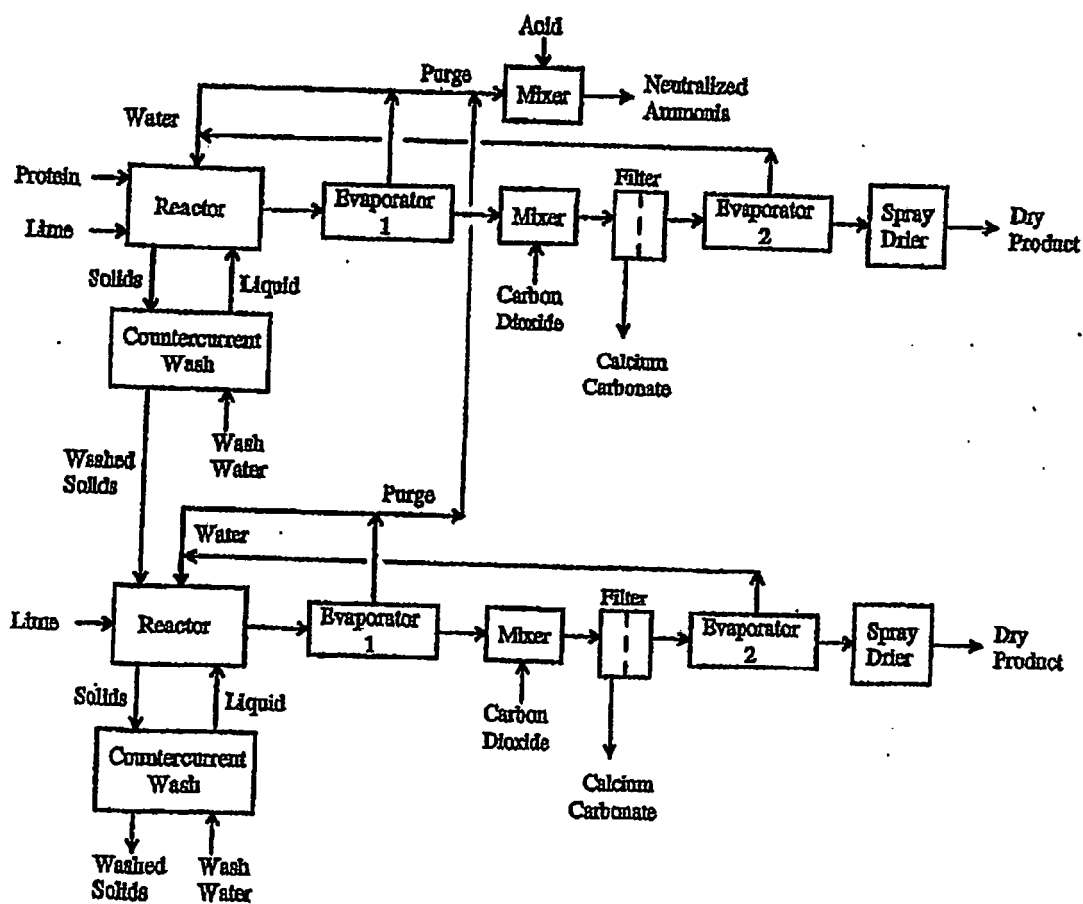 Acid
Purge
Mixer
Neutralized
Ammonia
Water
Protein
Reactor
Lime
Evaporator
1
Mixer
Filter
Evaporator
2
Spray
Drier
Dry
Product
Solids
Liquid
Carbon
Dioxide
Calcium
Carbonate
Countercurrent
Wash
Wash
Water
Washed
Solids
Purge
Water
Lime
Reactor
Evaporator
1
Mixer
Filter
Evaporator
2
Spray
Drier
Dry
Product
Solids
Liquid
Carbon
Dioxide
Calcium
Carbonate
Countercurrent
Wash
Washed
Solids
Wash
Water